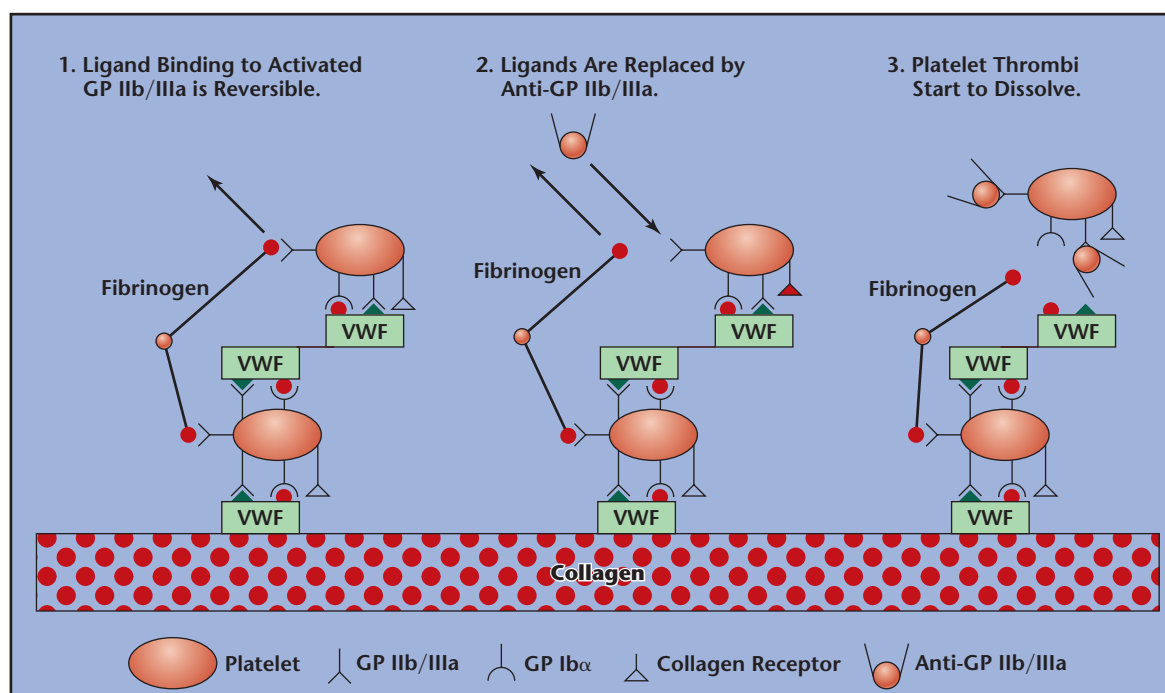 1. Ligand Binding to Activated
GP IIb/IIIa is Reversible.
2. Ligands Are Replaced by
Anti-GP IIb/IIIa.
3. Platelet Thrombi
Start to Dissolve.
Fibrinogen
VWF
VWF
VWF
Fibrinogen
VWF
VWF
VWF
Fibrinogen
VWF
VWF
VWF
Collagen
Platelet
GP IIb/IIIa
GP Ibα
Collagen Receptor
Anti-GP IIb/IIIa